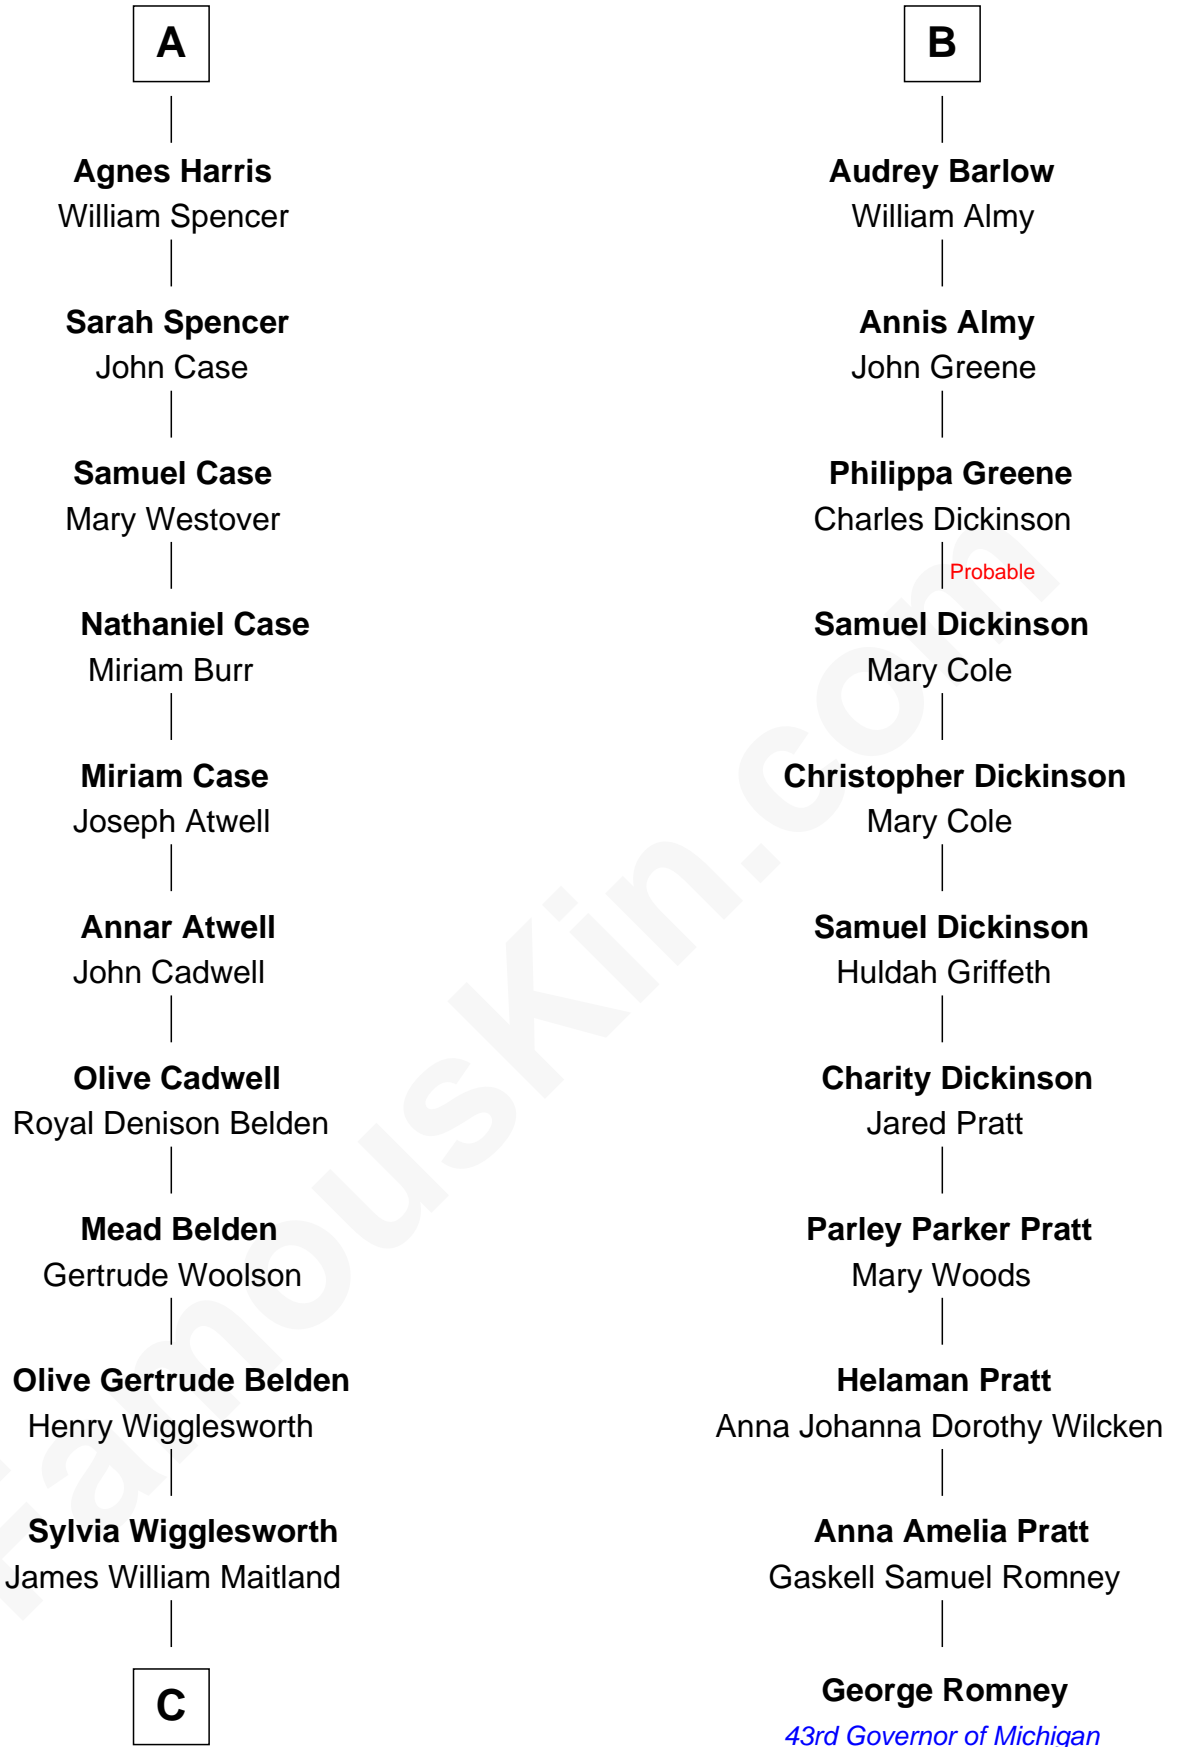 A
Agnes Harris
William Spencer
Sarah Spencer
John Case
Samuel Case
Mary Westover
Nathaniel Case
Miriam Burr
Miriam Case
Joseph Atwell
Annar Atwell
John Cadwell
Olive Cadwell
Royal Denison Belden
Mead Belden
Gertrude Woolson
Olive Gertrude Belden
Henry Wigglesworth
Sylvia Wigglesworth
James William Maitland
C
B
Audrey Barlow
William Almy
Annis Almy
John Greene
Philippa Greene
Charles Dickinson
Probable
Samuel Dickinson
Mary Cole
Christopher Dickinson
Mary Cole
Samuel Dickinson
Huldah Griffeth
Charity Dickinson
Jared Pratt
Parley Parker Pratt
Mary Woods
Helaman Pratt
Anna Johanna Dorothy Wilcken
Anna Amelia Pratt
Gaskell Samuel Romney
George Romney
43rd Governor of Michigan
FamousKin.com